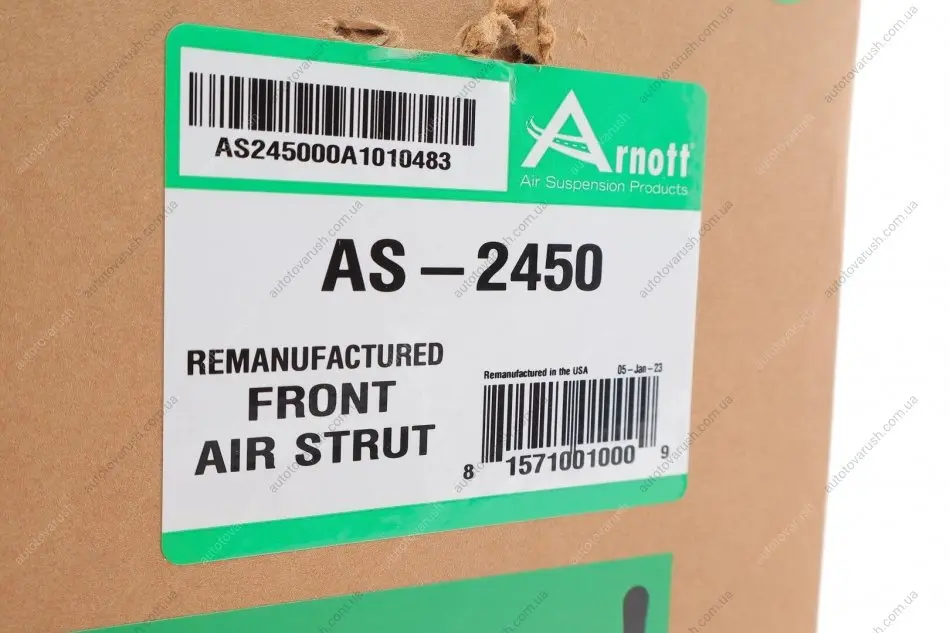 AS245000A1010483
Arnott
Air Suspension Products
AS – 2450
REMANUFACTURED
FRONT
AIR STRUT
Remanufactured in the USA 05-Jan-23
8 1571001000 9
autotovarush.com.ua